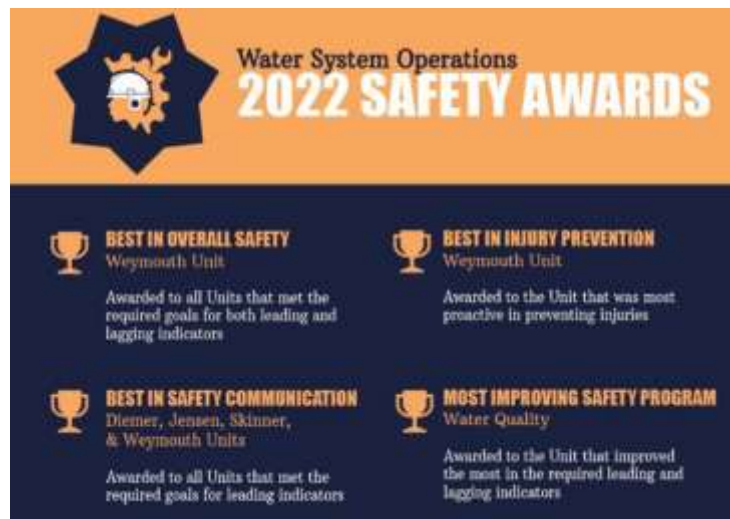 Water System Operations
2022 SAFETY AWARDS
BEST IN OVERALL SAFETY
Weymouth Unit
Awarded to all Units that met the
required goals for both leading and
lagging indicators
BEST IN INJURY PREVENTION
Weymouth Unit
Awarded to the Unit that was most
proactive in preventing injuries
BEST IN SAFETY COMMUNICATION
Diemer, Jensen, Skinner,
& Weymouth Units
Awarded to all Units that met the
required goals for leading indicators
MOST IMPROVING SAFETY PROGRAM
Water Quality
Awarded to the Unit that improved
the most in the required leading and
lagging indicators